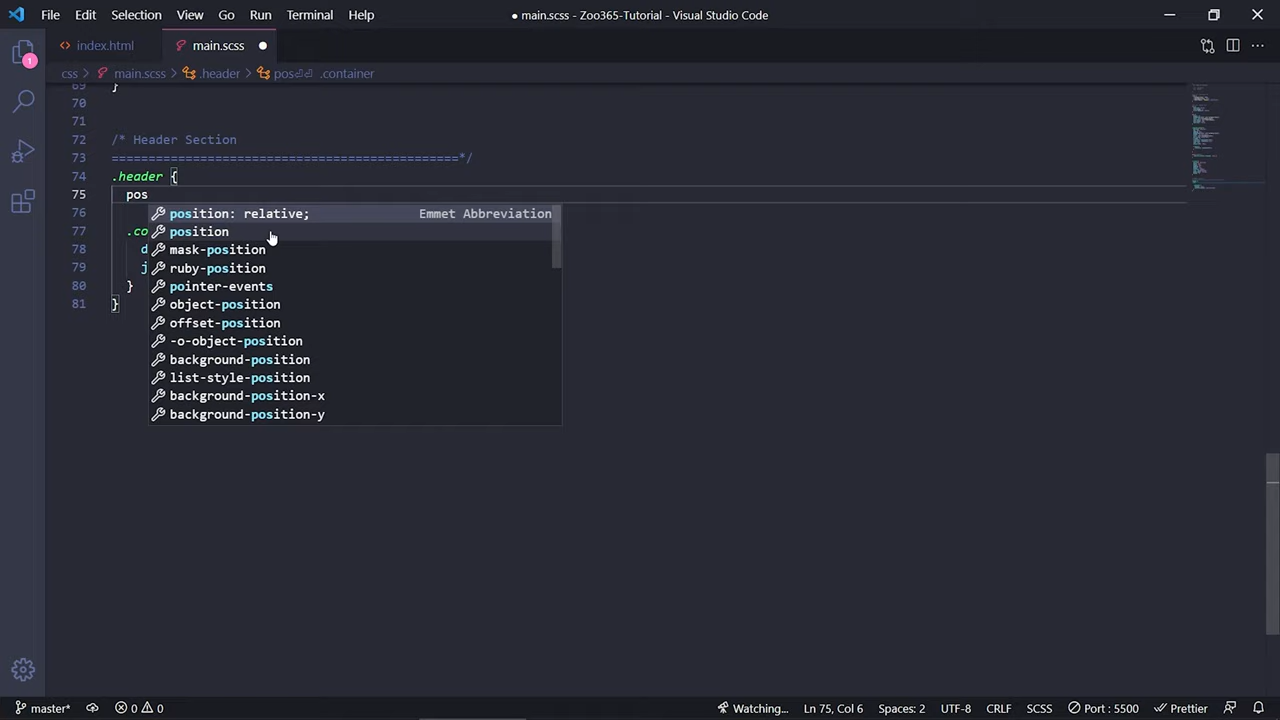 File Edit Selection View Go Run Terminal Help
● main.scss - Zoo365-Tutorial - Visual Studio Code
index.html
main.scss
css > main.scss > .header > pos⏎⏎ .container
69 }
70
71
72 /* Header Section
73 ===============================================*/
74 .header {
75 pos
76
77 .co
78 d
79 j
80 }
81 }
position: relative; Emmet Abbreviation
position
mask-position
ruby-position
pointer-events
object-position
offset-position
-o-object-position
background-position
list-style-position
background-position-x
background-position-y
1
master* 0 0 Watching... Ln 75, Col 6 Spaces: 2 UTF-8 CRLF SCSS Port : 5500 Prettier